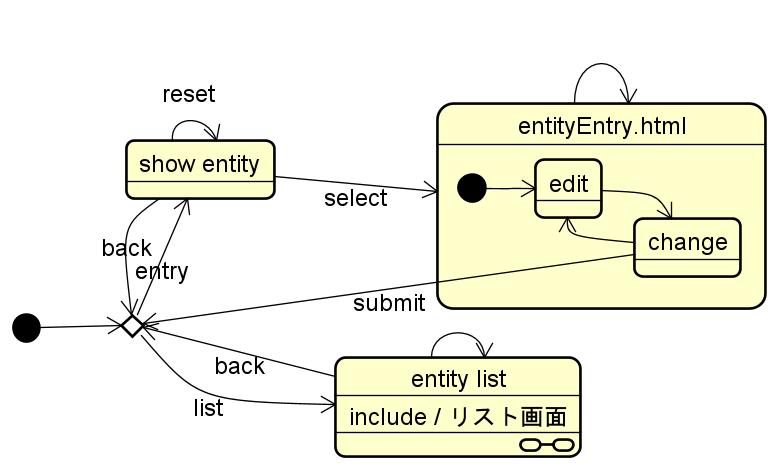 reset
entityEntry.html
show entity
edit
select
change
back
entry
submit
back
entity list
list
include / リスト画面